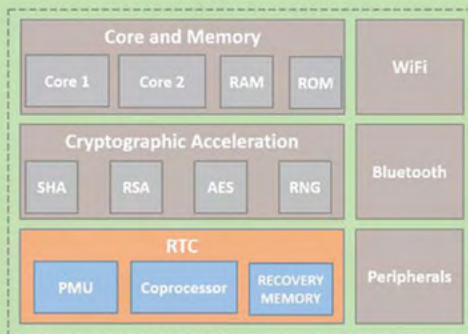 Core and Memory
Core 1
Core 2
RAM
ROM
WiFi
Cryptographic Acceleration
SHA
RSA
AES
RNG
Bluetooth
RTC
PMU
Coprocessor
RECOVERY
MEMORY
Peripherals